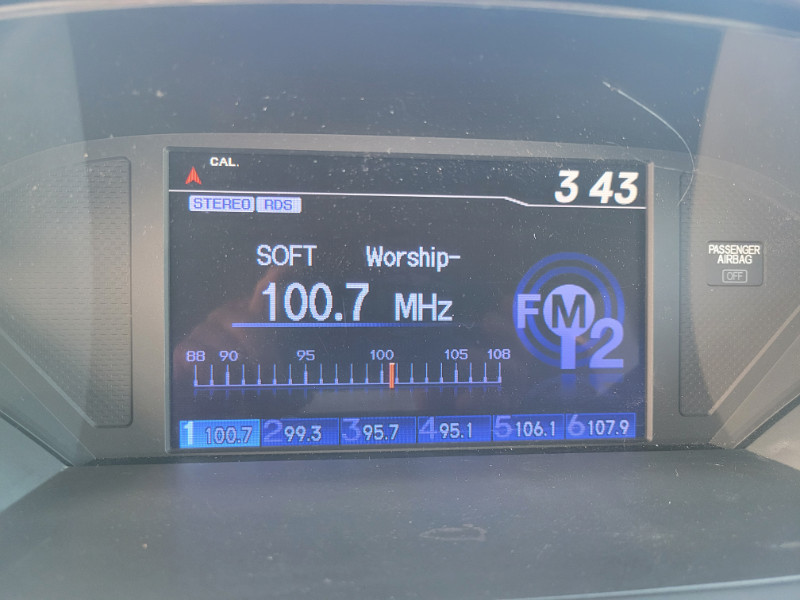 CAL.
3 43
STEREO RDS
SOFT Worship-
100.7 MHz
FM 12
88 90 95 100 105 108
1 100.7 2 99.3 3 95.7 4 95.1 5 106.1 6 107.9
PASSENGER
AIRBAG
OFF